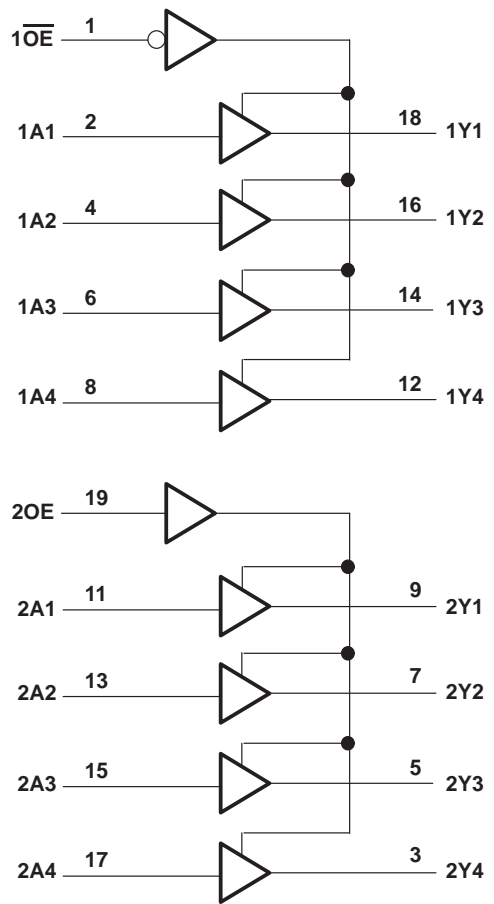 1O̅E̅ 1
1A1 2 18 1Y1
1A2 4 16 1Y2
1A3 6 14 1Y3
1A4 8 12 1Y4
2OE 19
2A1 11 9 2Y1
2A2 13 7 2Y2
2A3 15 5 2Y3
2A4 17 3 2Y4